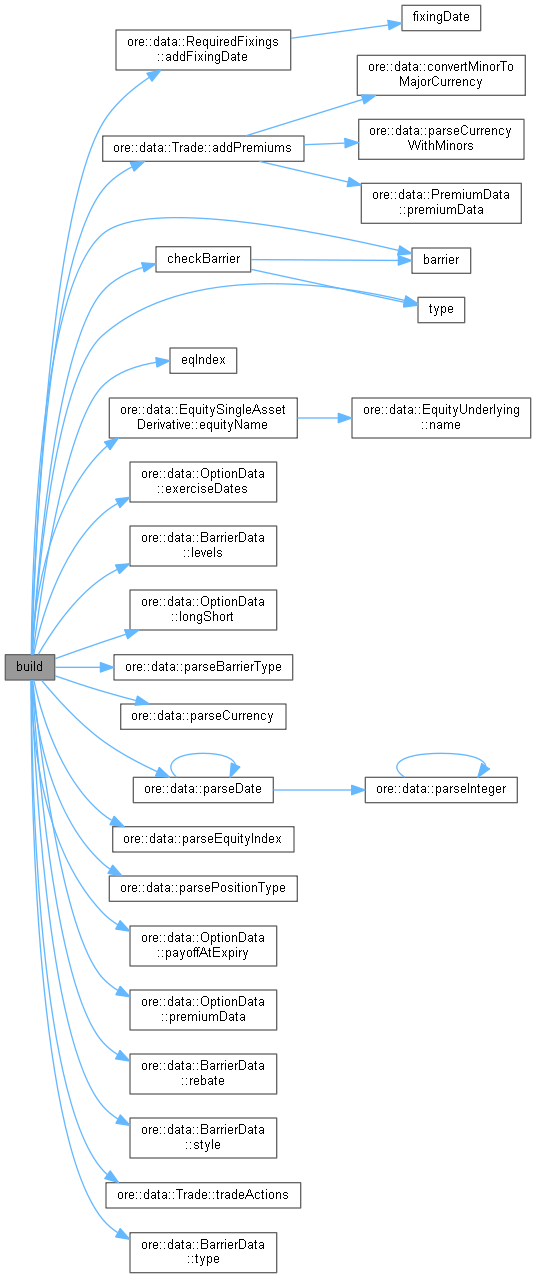 fixingDate
ore::data::RequiredFixings
::addFixingDate
ore::data::convertMinorTo
MajorCurrency
ore::data::Trade::addPremiums
ore::data::parseCurrency
WithMinors
ore::data::PremiumData
::premiumData
checkBarrier
barrier
type
eqIndex
ore::data::EquitySingleAsset
Derivative::equityName
ore::data::EquityUnderlying
::name
ore::data::OptionData
::exerciseDates
ore::data::BarrierData
::levels
ore::data::OptionData
::longShort
build
ore::data::parseBarrierType
ore::data::parseCurrency
ore::data::parseDate
ore::data::parseInteger
ore::data::parseEquityIndex
ore::data::parsePositionType
ore::data::OptionData
::payoffAtExpiry
ore::data::OptionData
::premiumData
ore::data::BarrierData
::rebate
ore::data::BarrierData
::style
ore::data::Trade::tradeActions
ore::data::BarrierData
::type